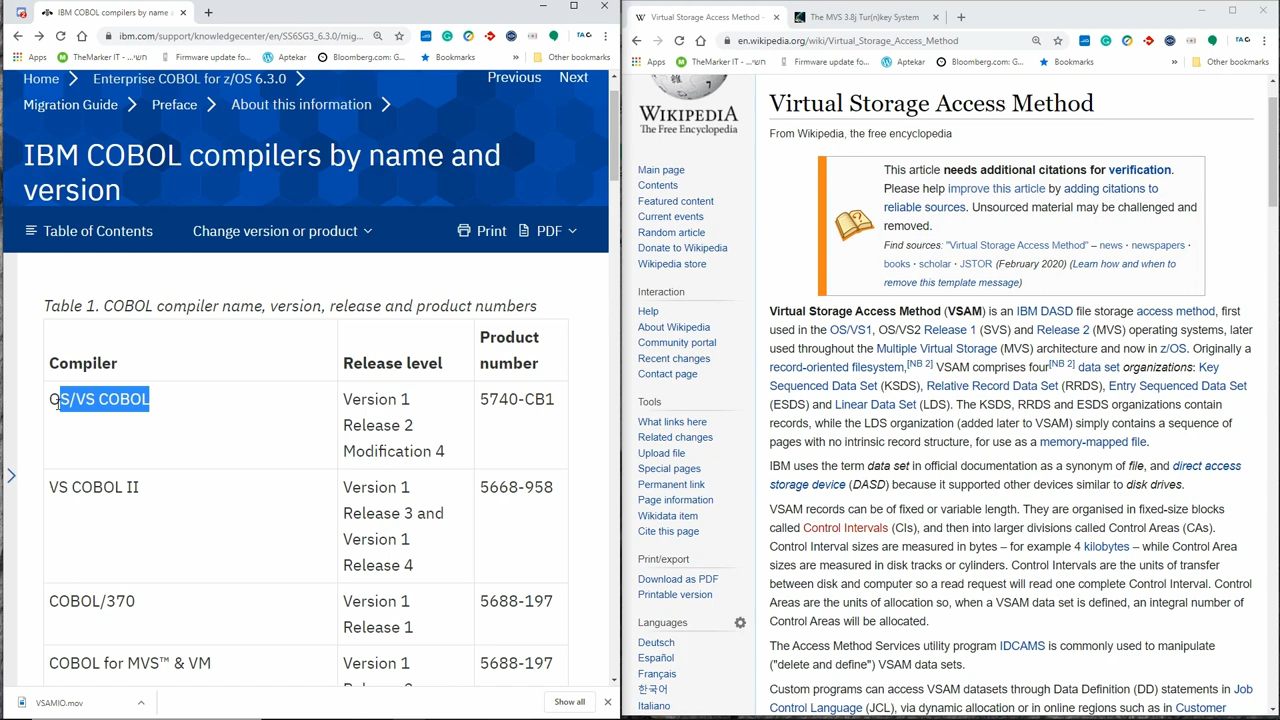 IBM COBOL compilers by name a
ibm.com/support/knowledgecenter/en/SS6SG3_6.3.0/mig...
Apps
TheMarker IT - חשי...
Firmware update fo...
Aptekar
Bloomberg.com: G...
Bookmarks
Other bookmarks
Home
Enterprise COBOL for z/OS 6.3.0
Previous
Next
Migration Guide
Preface
About this information
IBM COBOL compilers by name and
version
Table of Contents
Change version or product
Print
PDF
Table 1. COBOL compiler name, version, release and product numbers
Compiler
Release level
Product
number
OS/VS COBOL
Version 1
Release 2
Modification 4
5740-CB1
VS COBOL II
Version 1
Release 3 and
Version 1
Release 4
5668-958
COBOL/370
Version 1
Release 1
5688-197
COBOL for MVS™ & VM
Version 1
5688-197
VSAMIO.mov
Show all
Virtual Storage Access Method -
The MVS 3.8j Tur(n)key System
en.wikipedia.org/wiki/Virtual_Storage_Access_Method
Apps
TheMarker IT - חשי...
Firmware update fo...
Aptekar
Bloomberg.com: G...
Bookmarks
Other bookmarks
WIKIPEDIA
The Free Encyclopedia
Main page
Contents
Featured content
Current events
Random article
Donate to Wikipedia
Wikipedia store
Interaction
Help
About Wikipedia
Community portal
Recent changes
Contact page
Tools
What links here
Related changes
Upload file
Special pages
Permanent link
Page information
Wikidata item
Cite this page
Print/export
Download as PDF
Printable version
Languages
Deutsch
Español
Français
한국어
Italiano
Virtual Storage Access Method
From Wikipedia, the free encyclopedia
This article needs additional citations for verification.
Please help improve this article by adding citations to
reliable sources. Unsourced material may be challenged and
removed.
Find sources: "Virtual Storage Access Method" – news · newspapers ·
books · scholar · JSTOR (February 2020) (Learn how and when to
remove this template message)
Virtual Storage Access Method (VSAM) is an IBM DASD file storage access method, first
used in the OS/VS1, OS/VS2 Release 1 (SVS) and Release 2 (MVS) operating systems, later
used throughout the Multiple Virtual Storage (MVS) architecture and now in z/OS. Originally a
record-oriented filesystem,[NB 2] VSAM comprises four[NB 2] data set organizations: Key
Sequenced Data Set (KSDS), Relative Record Data Set (RRDS), Entry Sequenced Data Set
(ESDS) and Linear Data Set (LDS). The KSDS, RRDS and ESDS organizations contain
records, while the LDS organization (added later to VSAM) simply contains a sequence of
pages with no intrinsic record structure, for use as a memory-mapped file.
IBM uses the term data set in official documentation as a synonym of file, and direct access
storage device (DASD) because it supported other devices similar to disk drives.
VSAM records can be of fixed or variable length. They are organised in fixed-size blocks
called Control Intervals (CIs), and then into larger divisions called Control Areas (CAs).
Control Interval sizes are measured in bytes – for example 4 kilobytes – while Control Area
sizes are measured in disk tracks or cylinders. Control Intervals are the units of transfer
between disk and computer so a read request will read one complete Control Interval. Control
Areas are the units of allocation so, when a VSAM data set is defined, an integral number of
Control Areas will be allocated.
The Access Method Services utility program IDCAMS is commonly used to manipulate
("delete and define") VSAM data sets.
Custom programs can access VSAM datasets through Data Definition (DD) statements in Job
Control Language (JCL), via dynamic allocation or in online regions such as in Customer